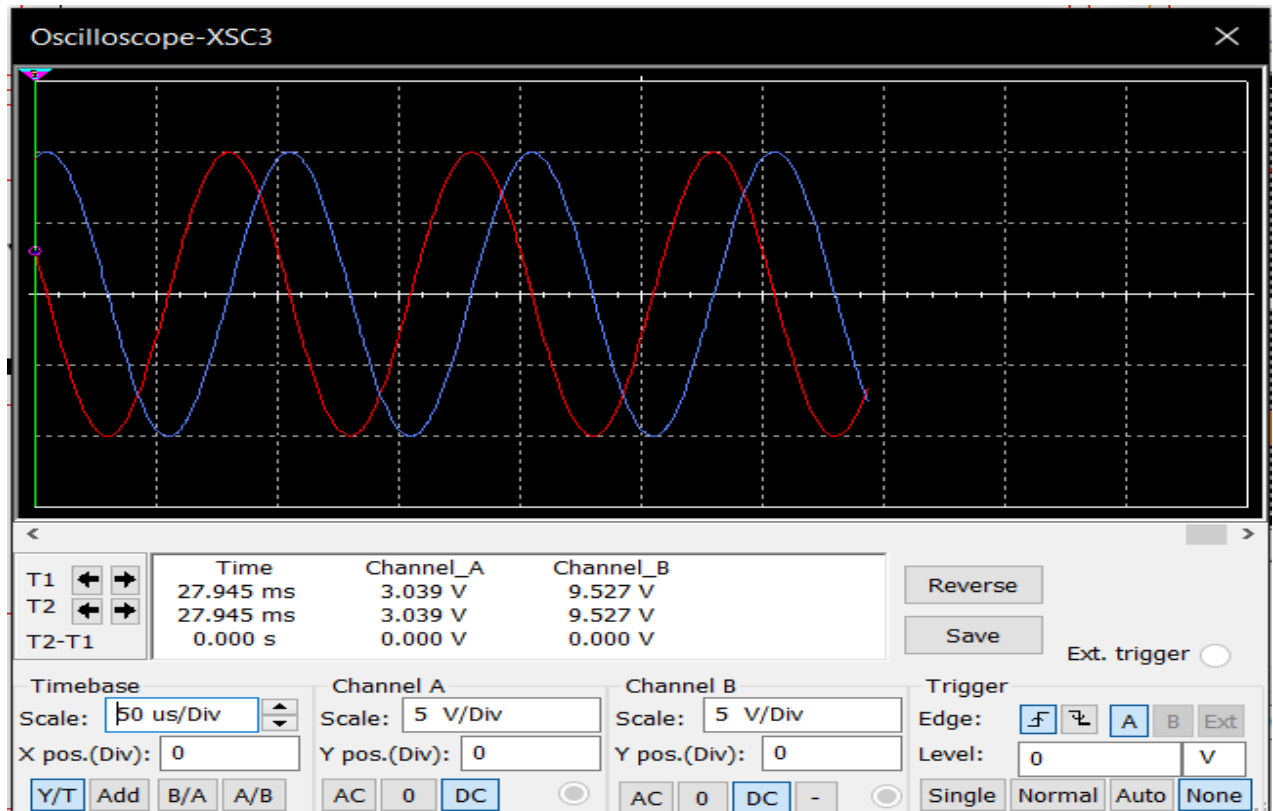 Oscilloscope-XSC3
T1
T2
T2-T1
Time Channel_A Channel_B
27.945 ms 3.039 V 9.527 V
27.945 ms 3.039 V 9.527 V
0.000 s 0.000 V 0.000 V
Reverse
Save
Ext. trigger
Timebase
Scale: 50 us/Div
X pos.(Div): 0
Y/T Add B/A A/B
Channel A
Scale: 5 V/Div
Y pos.(Div): 0
AC 0 DC
Channel B
Scale: 5 V/Div
Y pos.(Div): 0
AC 0 DC -
Trigger
Edge: A B Ext
Level: 0 V
Single Normal Auto None